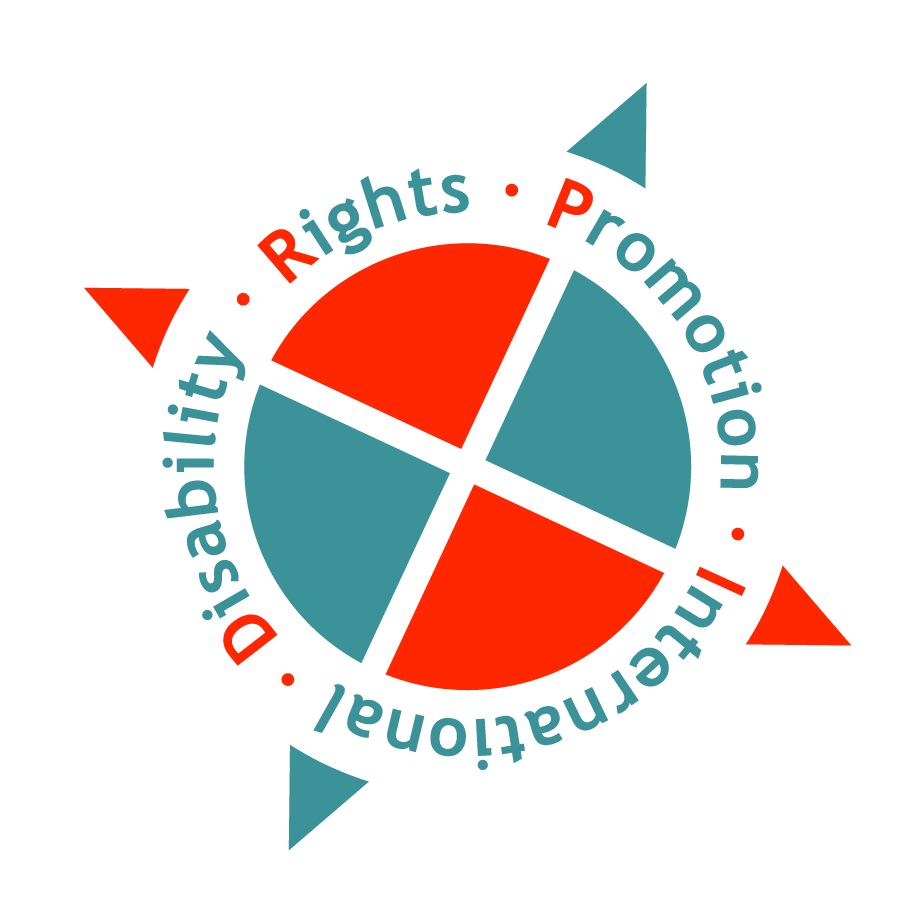 Disability • Rights • Promotion • International •